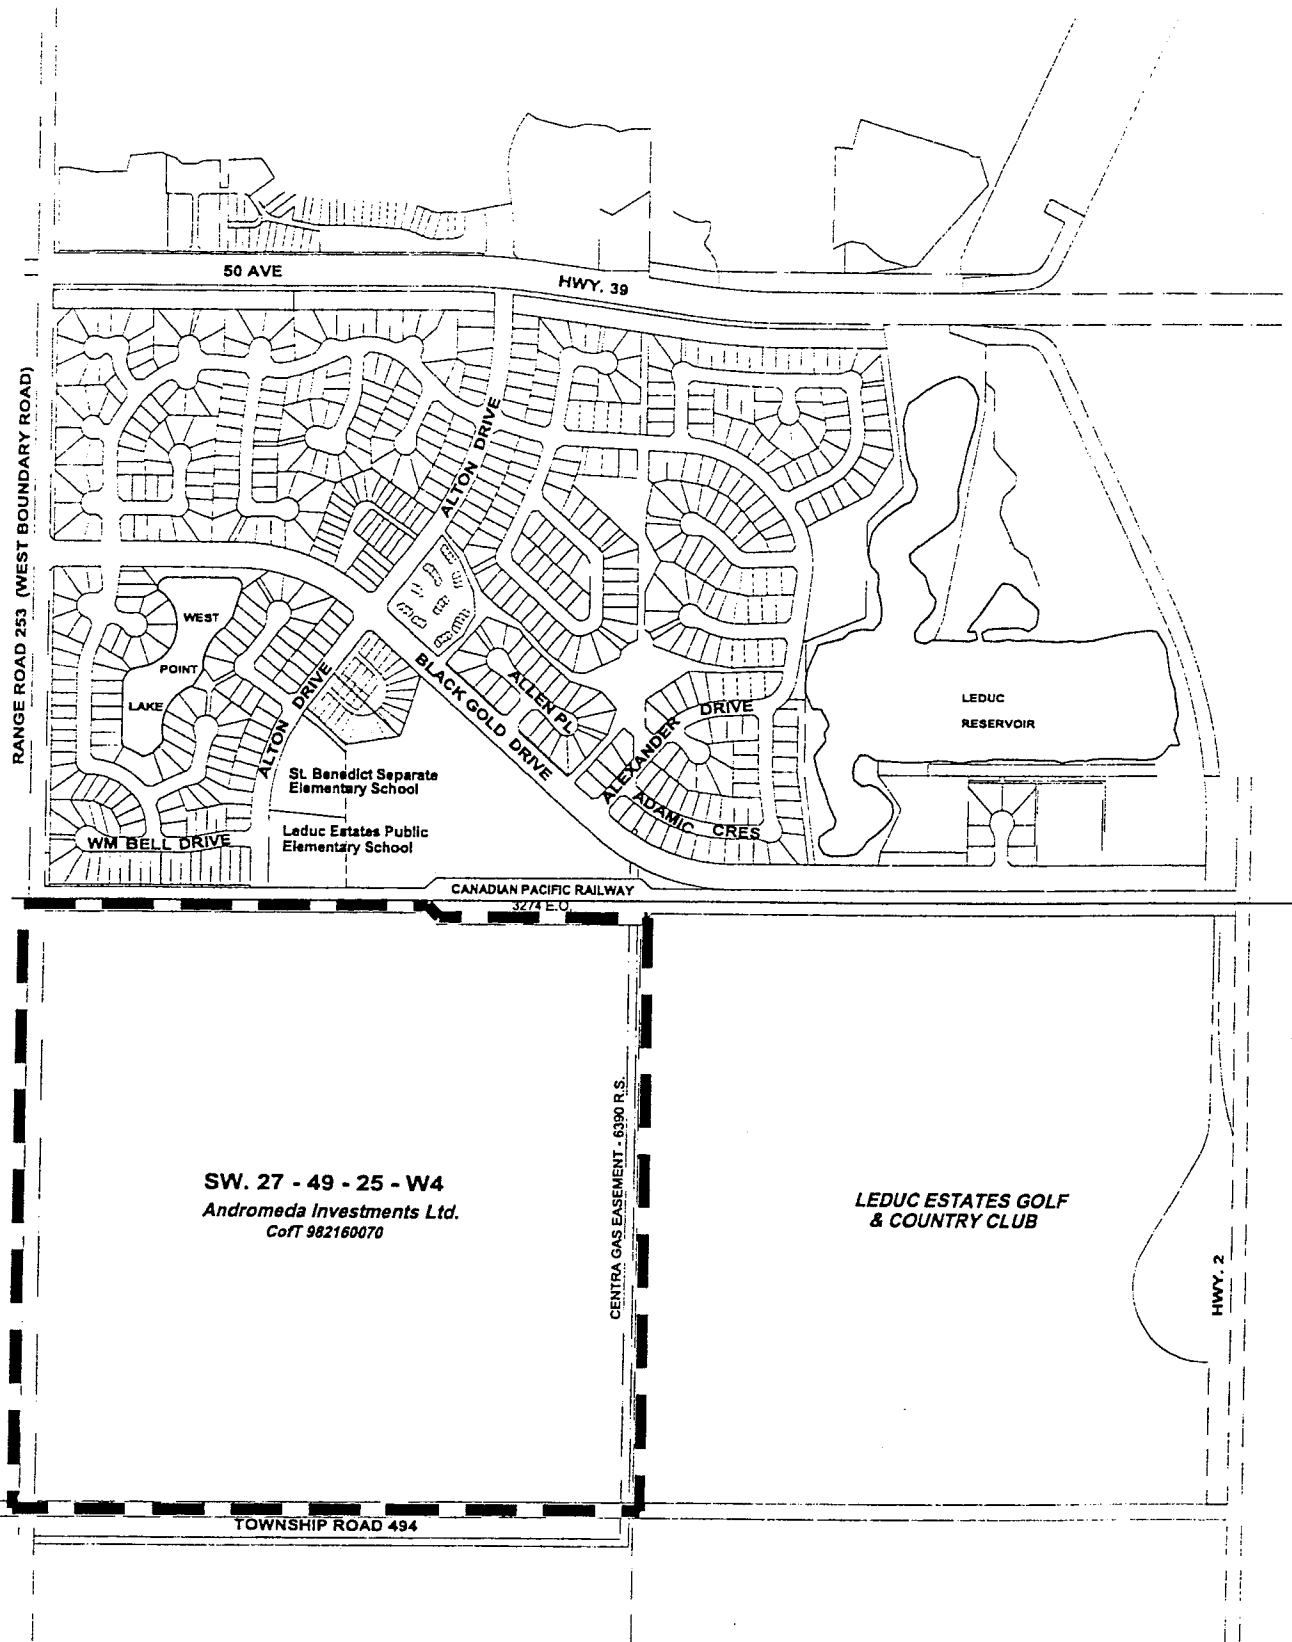 50 AVE
HWY. 39
RANGE ROAD 253 (WEST BOUNDARY ROAD)
ALTON DRIVE
WEST
POINT
LAKE
ALTON DRIVE
BLACK GOLD DRIVE
ALLEN PL
ALEXANDER DRIVE
ADAMIC CRES
LEDUC
RESERVOIR
St. Benedict Separate
Elementary School
Leduc Estates Public
Elementary School
WM BELL DRIVE
CANADIAN PACIFIC RAILWAY
3274 E.O.
CENTRA GAS EASEMENT - 6390 R.S.
SW. 27 - 49 - 25 - W4
Andromeda Investments Ltd.
CofT 982160070
LEDUC ESTATES GOLF
& COUNTRY CLUB
HWY. 2
TOWNSHIP ROAD 494